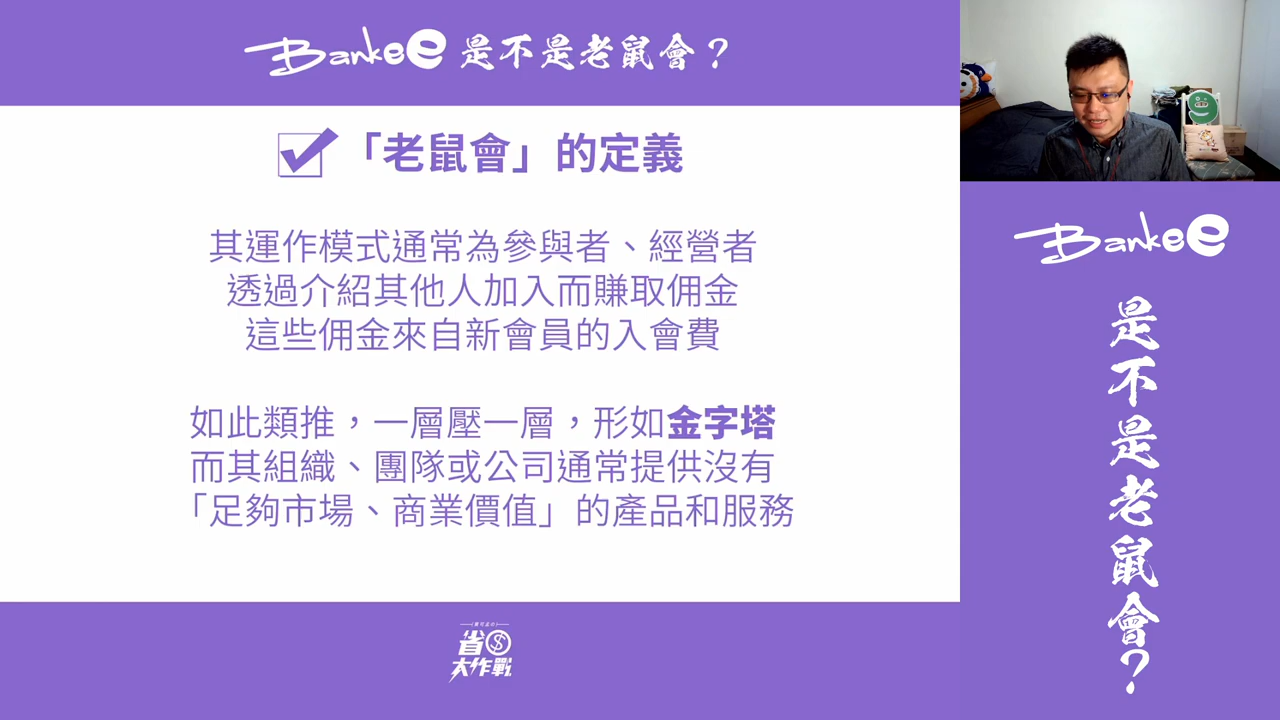 Bankee 是不是老鼠會？
「老鼠會」的定義
其運作模式通常為參與者、經營者
透過介紹其他人加入而賺取佣金
這些佣金來自新會員的入會費
如此類推，一層壓一層，形如金字塔
而其組織、團隊或公司通常提供沒有
「足夠市場、商業價值」的產品和服務
省$
大作戰
Bankee
是不是老鼠會？